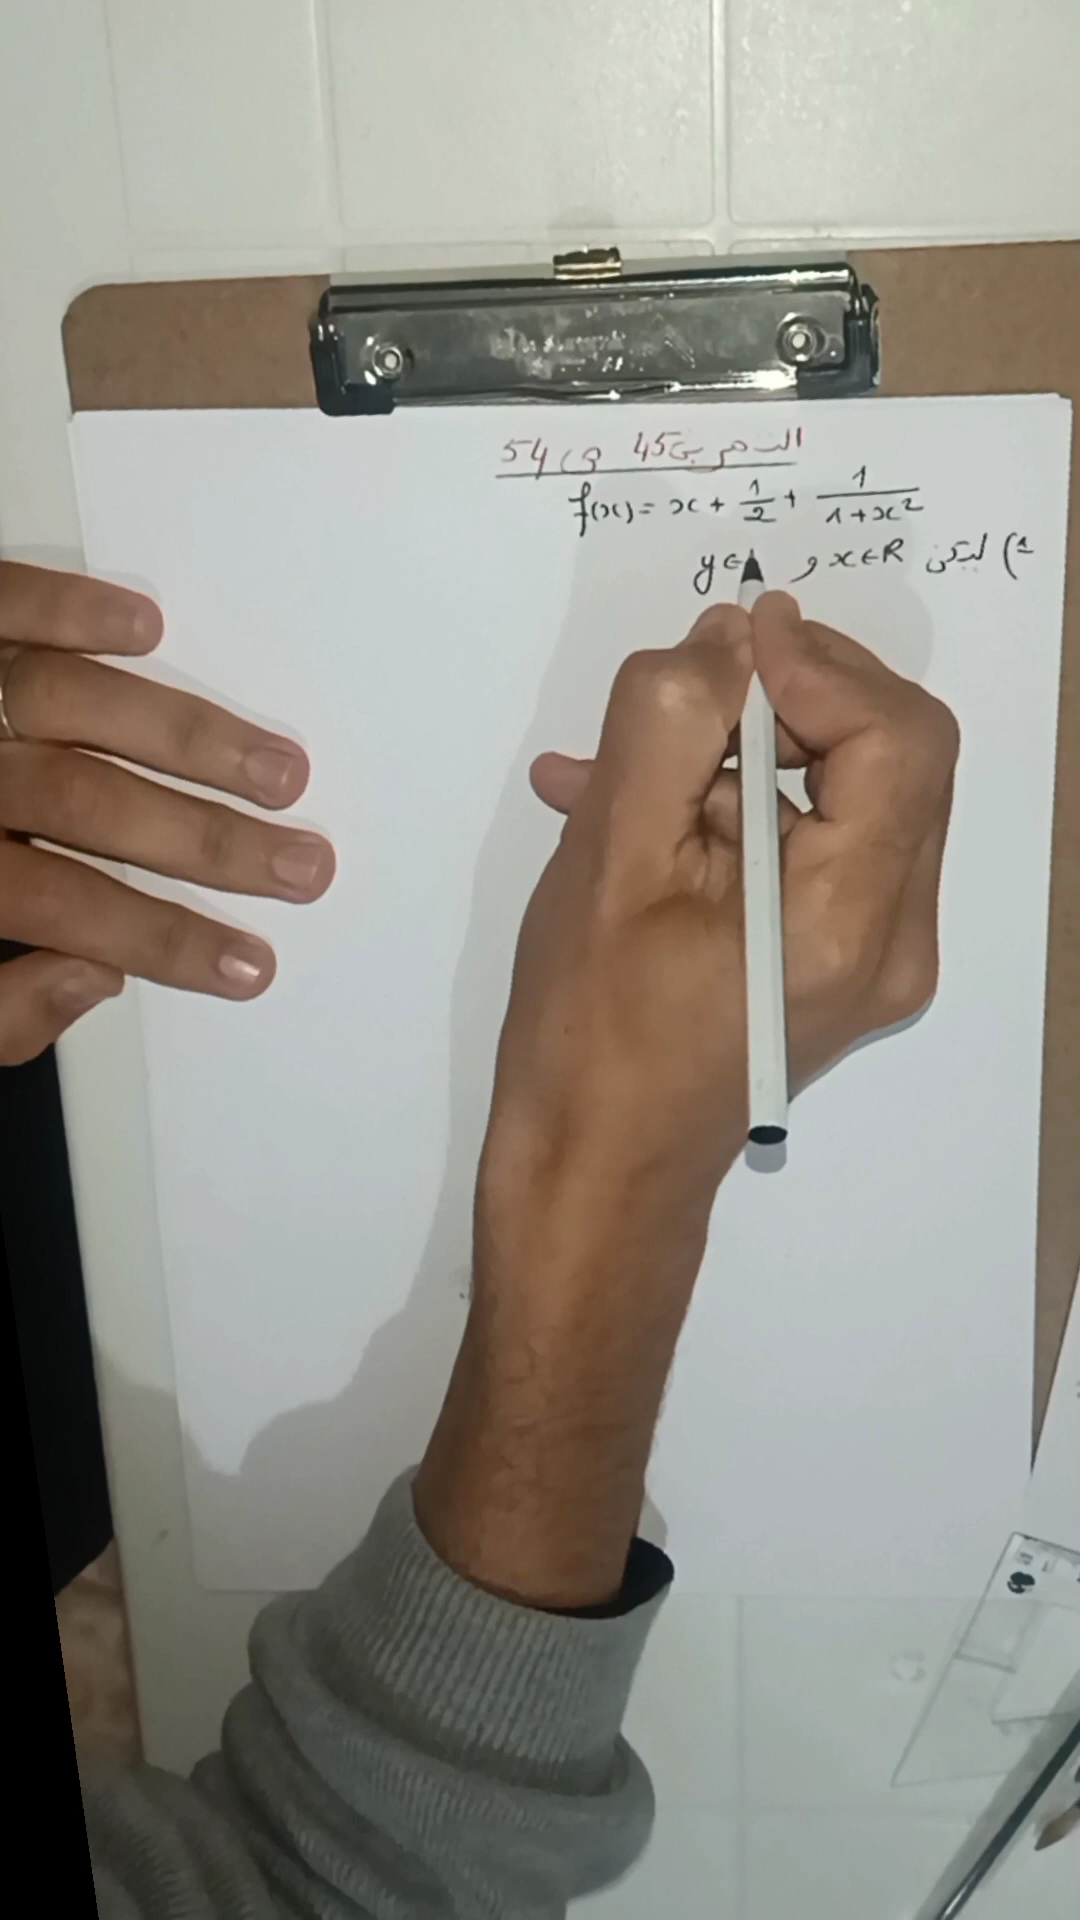 التمرين 45 ص 54
f(x) = x + 1/2 + 1/(1+x²)
1) ليكن x∈R و y∈